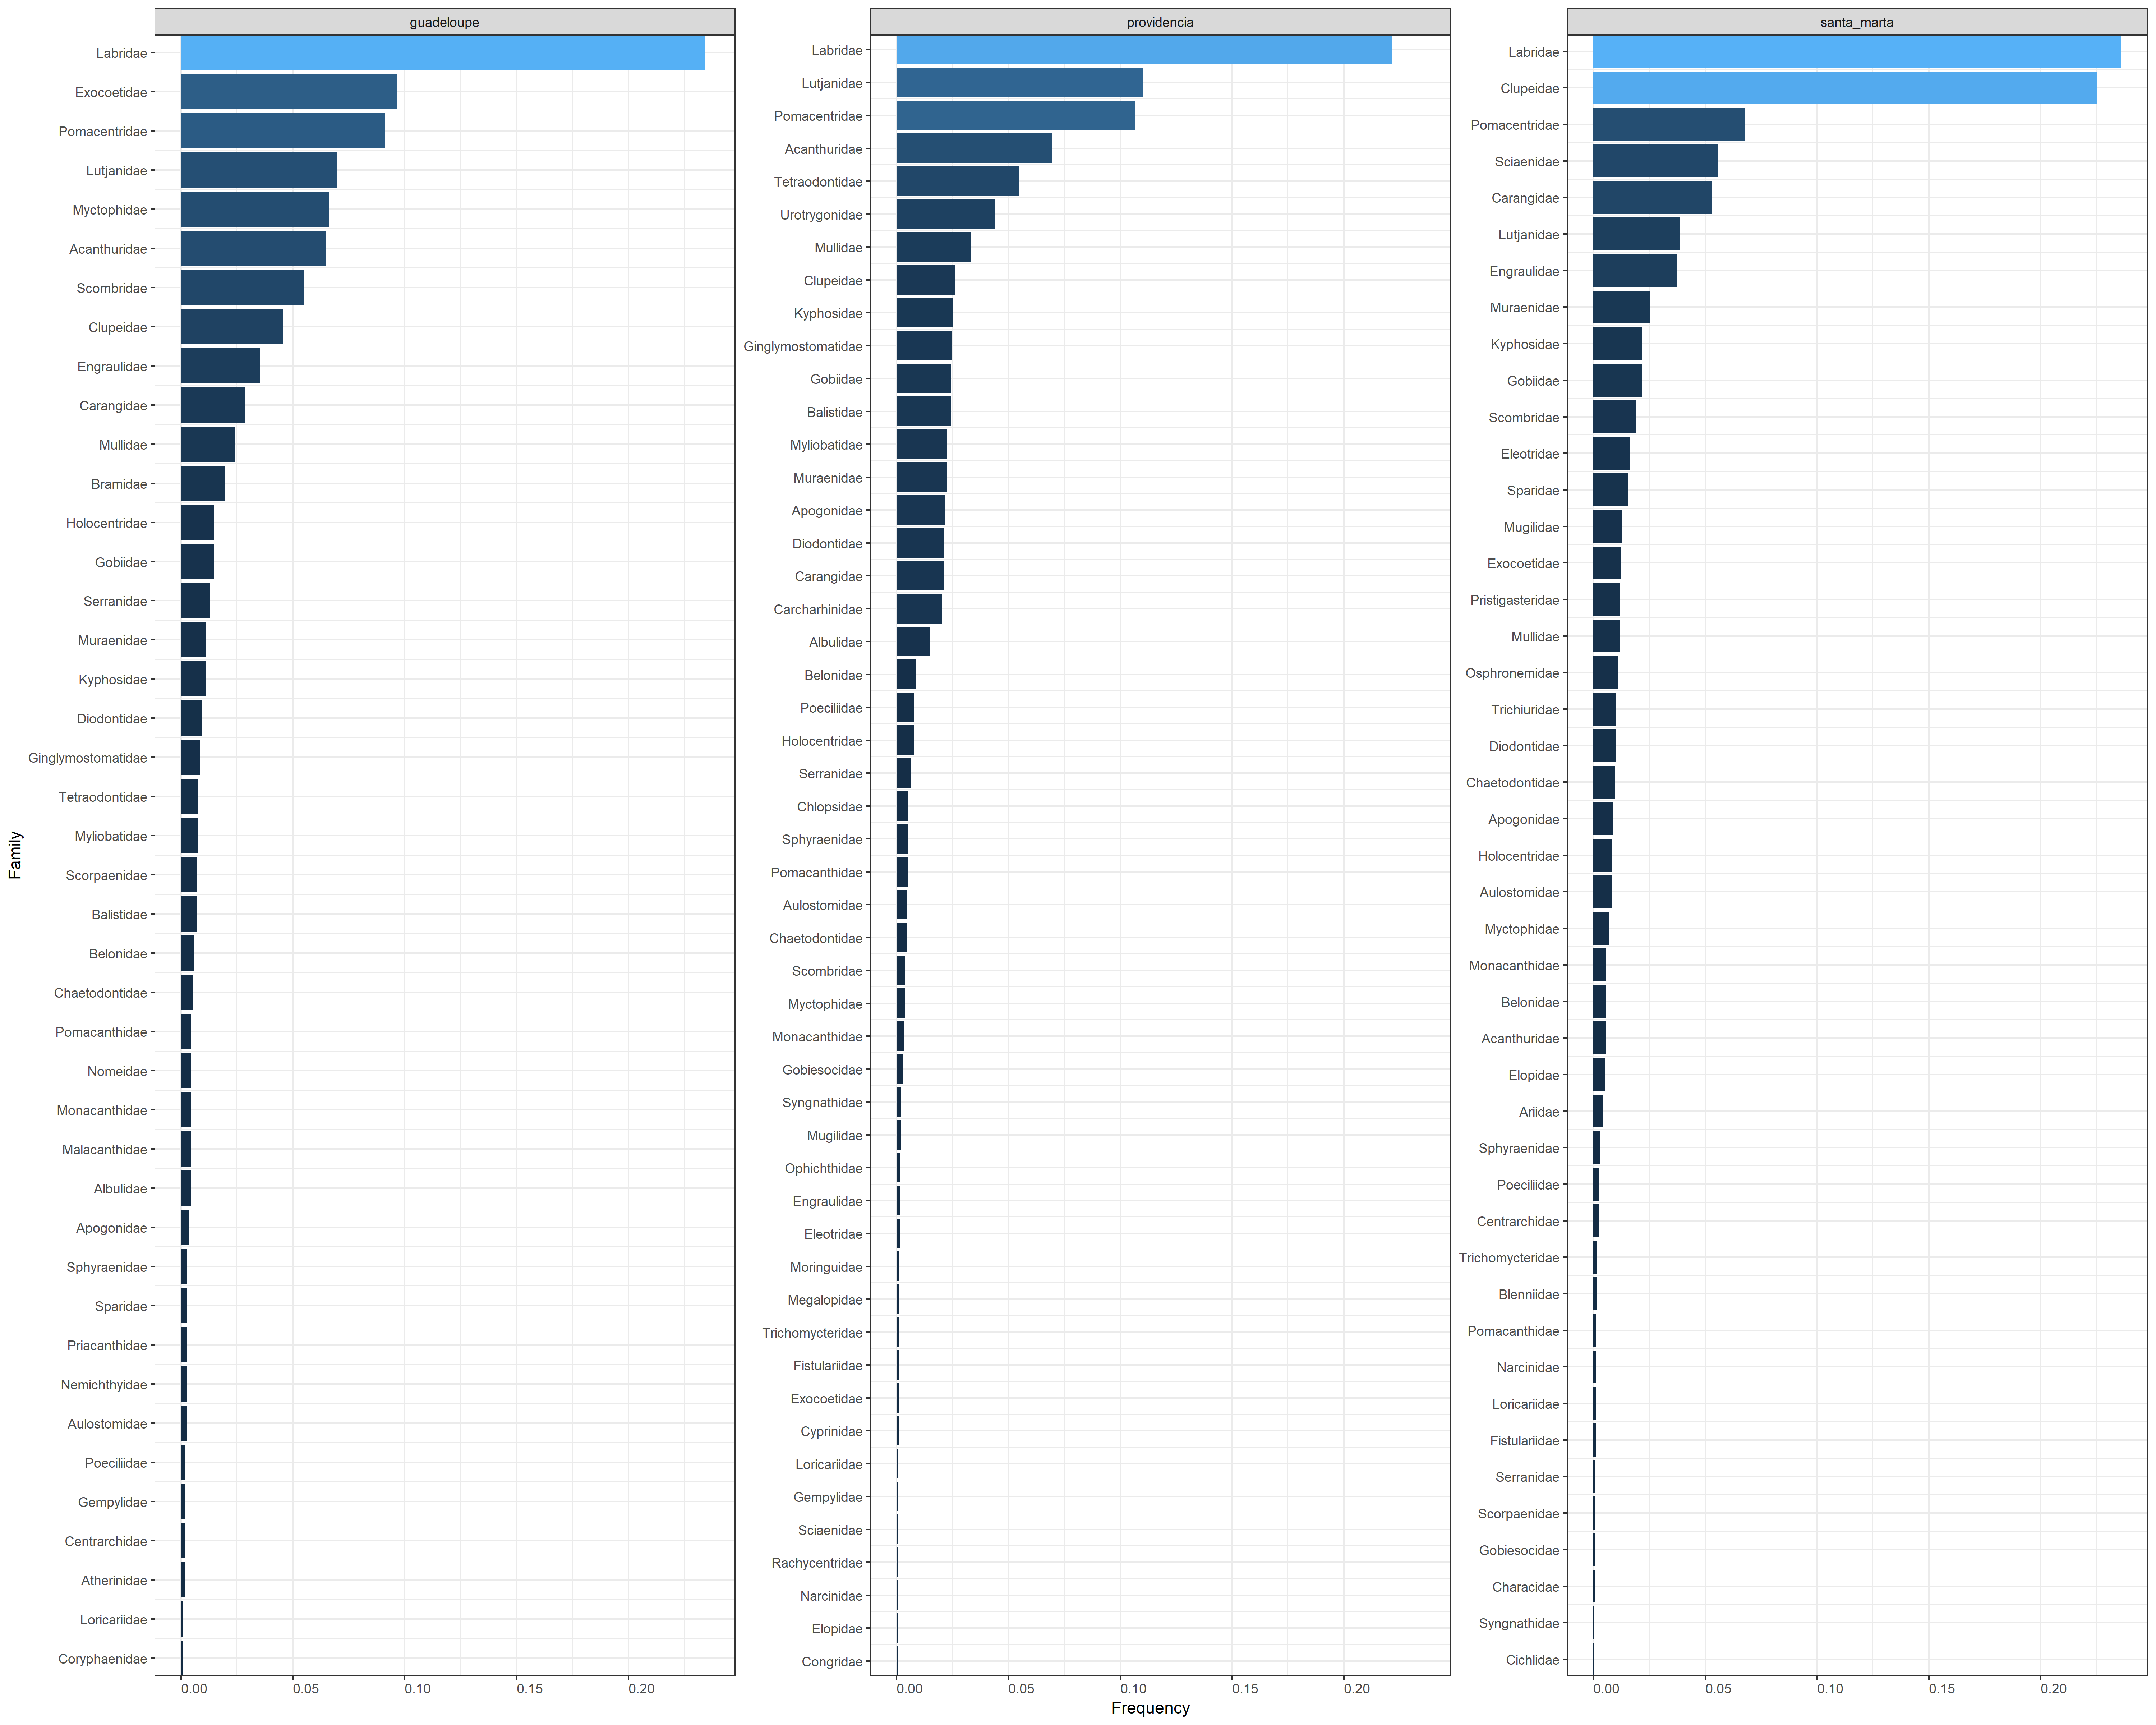 guadeloupe
providencia
santa_marta
Family
Labridae
Exocoetidae
Pomacentridae
Lutjanidae
Myctophidae
Acanthuridae
Scombridae
Clupeidae
Engraulidae
Carangidae
Mullidae
Bramidae
Holocentridae
Gobiidae
Serranidae
Muraenidae
Kyphosidae
Diodontidae
Ginglymostomatidae
Tetraodontidae
Myliobatidae
Scorpaenidae
Balistidae
Belonidae
Chaetodontidae
Pomacanthidae
Nomeidae
Monacanthidae
Malacanthidae
Albulidae
Apogonidae
Sphyraenidae
Sparidae
Priacanthidae
Nemichthyidae
Aulostomidae
Poeciliidae
Gempylidae
Centrarchidae
Atherinidae
Loricariidae
Coryphaenidae
0.00 0.05 0.10 0.15 0.20
Labridae
Lutjanidae
Pomacentridae
Acanthuridae
Tetraodontidae
Urotrygonidae
Mullidae
Clupeidae
Kyphosidae
Ginglymostomatidae
Gobiidae
Balistidae
Myliobatidae
Muraenidae
Apogonidae
Diodontidae
Carangidae
Carcharhinidae
Albulidae
Belonidae
Poeciliidae
Holocentridae
Serranidae
Chlopsidae
Sphyraenidae
Pomacanthidae
Aulostomidae
Chaetodontidae
Scombridae
Myctophidae
Monacanthidae
Gobiesocidae
Syngnathidae
Mugilidae
Ophichthidae
Engraulidae
Eleotridae
Moringuidae
Megalopidae
Trichomycteridae
Fistulariidae
Exocoetidae
Cyprinidae
Loricariidae
Gempylidae
Sciaenidae
Rachycentridae
Narcinidae
Elopidae
Congridae
0.00 0.05 0.10 0.15 0.20
Labridae
Clupeidae
Pomacentridae
Sciaenidae
Carangidae
Lutjanidae
Engraulidae
Muraenidae
Kyphosidae
Gobiidae
Scombridae
Eleotridae
Sparidae
Mugilidae
Exocoetidae
Pristigasteridae
Mullidae
Osphronemidae
Trichiuridae
Diodontidae
Chaetodontidae
Apogonidae
Holocentridae
Aulostomidae
Myctophidae
Monacanthidae
Belonidae
Acanthuridae
Elopidae
Ariidae
Sphyraenidae
Poeciliidae
Centrarchidae
Trichomycteridae
Blenniidae
Pomacanthidae
Narcinidae
Loricariidae
Fistulariidae
Serranidae
Scorpaenidae
Gobiesocidae
Characidae
Syngnathidae
Cichlidae
0.00 0.05 0.10 0.15 0.20
Frequency